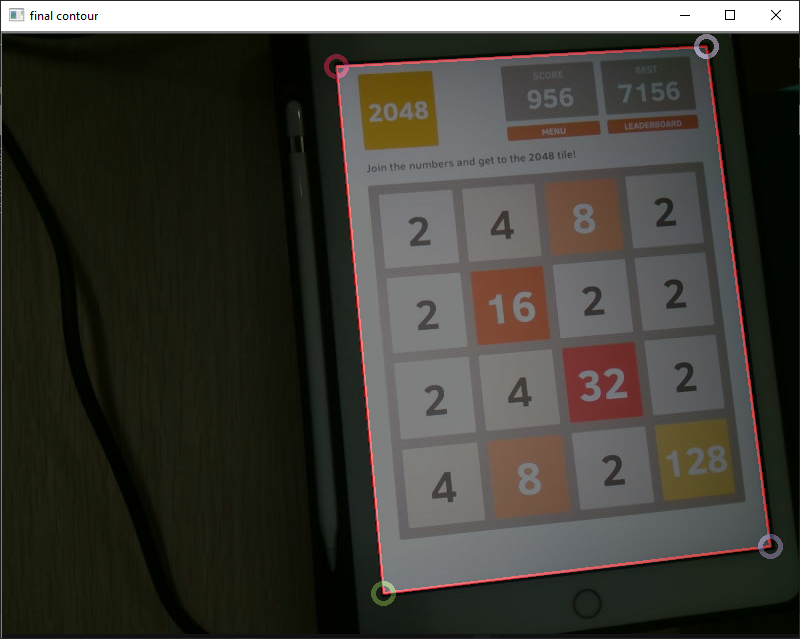 final contour
2048
SCORE
956
BEST
7156
MENU
LEADERBOARD
Join the numbers and get to the 2048 tile!
2 4 8 2
2 16 2 2
2 4 32 2
4 8 2 128